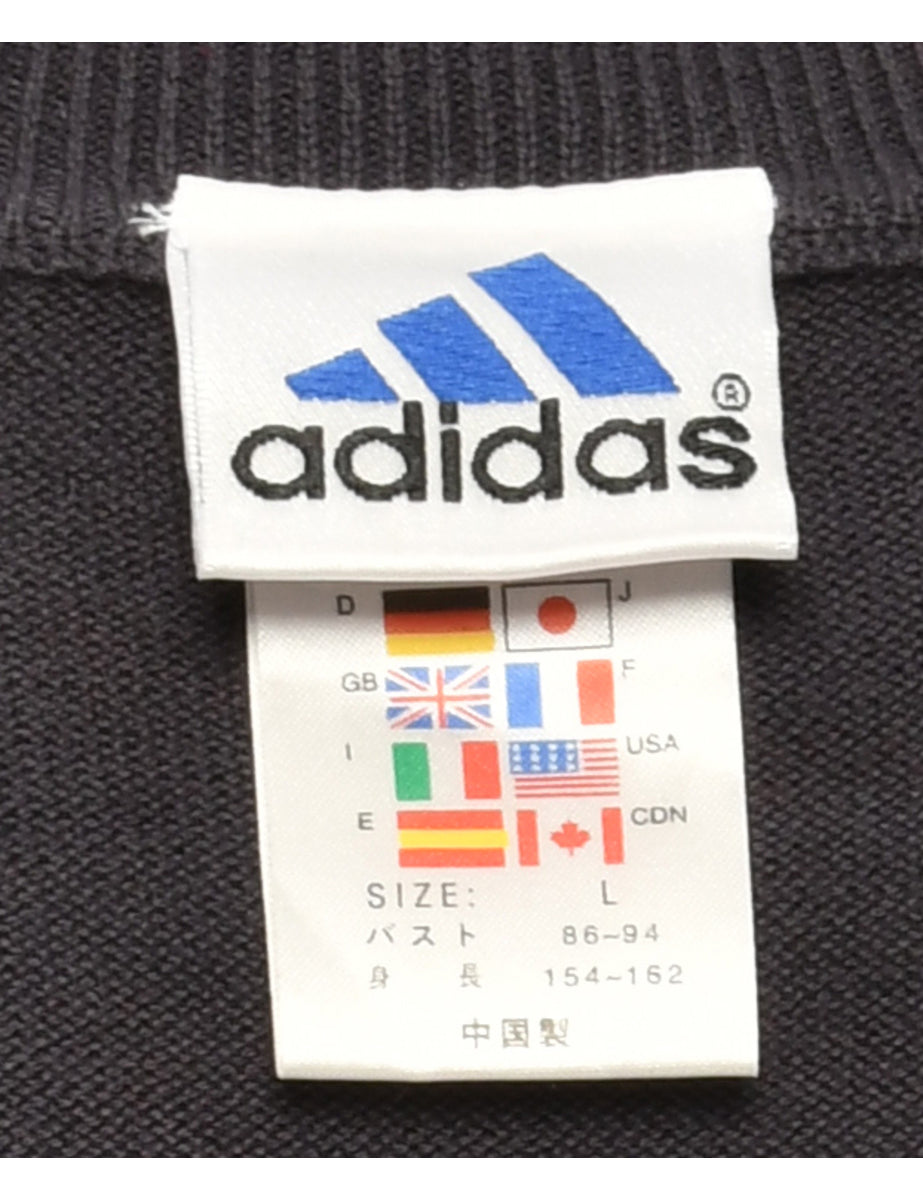 adidas®
D J
GB F
I USA
E CDN
SIZE: L
バスト 86~94
身長 154~162
中国製